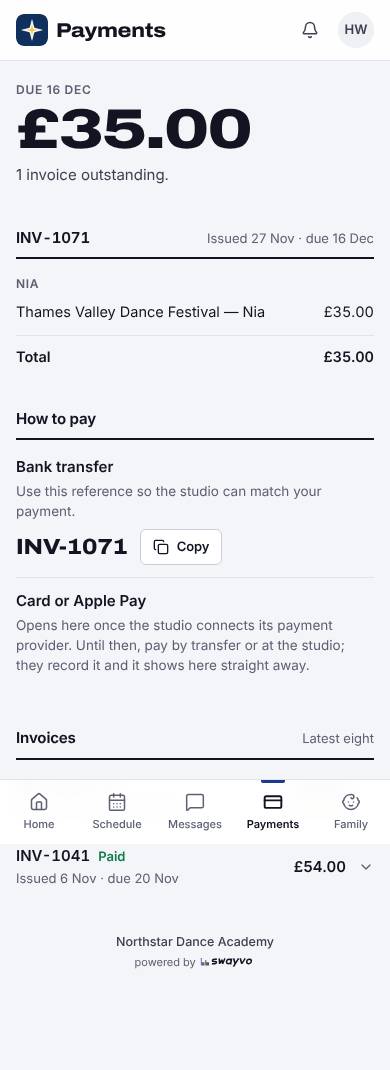 Payments
HW
DUE 16 DEC
£35.00
1 invoice outstanding.
INV-1071 Issued 27 Nov · due 16 Dec
NIA
Thames Valley Dance Festival — Nia £35.00
Total £35.00
How to pay
Bank transfer
Use this reference so the studio can match your
payment.
INV-1071 Copy
Card or Apple Pay
Opens here once the studio connects its payment
provider. Until then, pay by transfer or at the studio;
they record it and it shows here straight away.
Invoices Latest eight
Home Schedule Messages Payments Family
INV-1041 Paid £54.00
Issued 6 Nov · due 20 Nov
Northstar Dance Academy
powered by swayvo